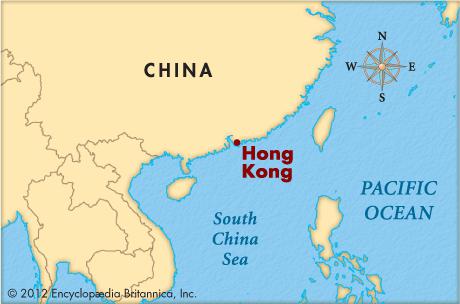 N
W E
S
CHINA
Hong
Kong
PACIFIC
OCEAN
South
China
Sea
© 2012 Encyclopædia Britannica, Inc.